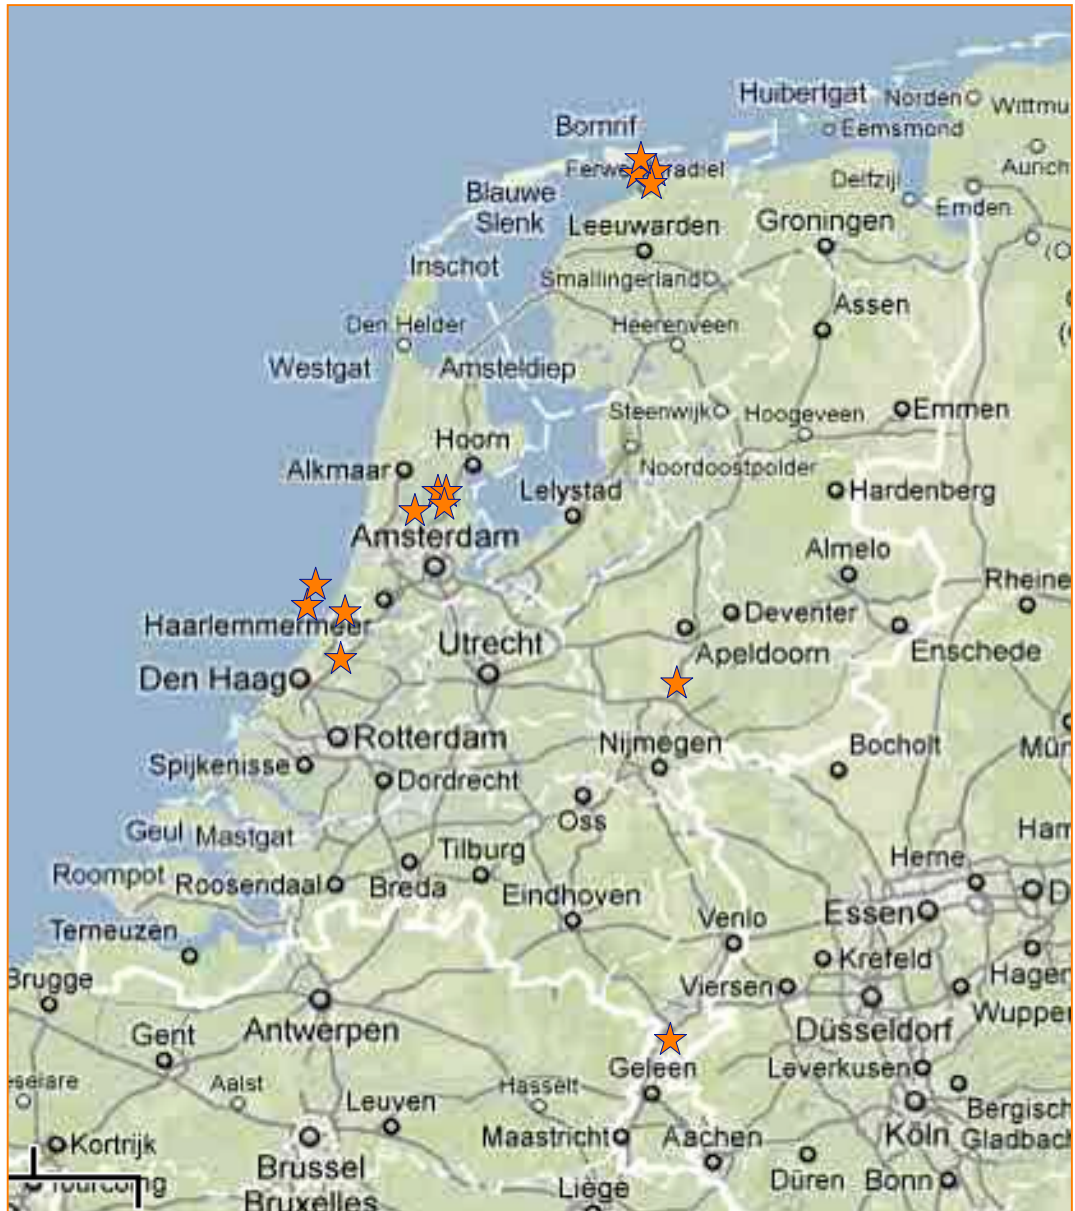 Huibertgat
Norden
Wittmu
Bornrif
Eemsmond
Aurich
Delfzijl
Blauwe
Slenk
Emden
Leeuwarden
Groningen
(O
Inschot
Smallingerland
Assen
Den Helder
Heerenveen
Westgat
Amsteldiep
Steenwijk
Hoogeveen
Emmen
Hoorn
Alkmaar
Noordoostpolder
Lelystad
Hardenberg
Amsterdam
Almelo
Rheine
Haarlemmermeer
Deventer
Utrecht
Apeldoorn
Enschede
Den Haag
Rotterdam
Nijmegen
Bocholt
Mün
Spijkenisse
Dordrecht
Oss
Geul
Mastgat
Ham
Tilburg
Herne
Roompot
Roosendaal
Breda
Eindhoven
Essen
D
Terneuzen
Venlo
Krefeld
Brugge
Viersen
Hagen
Wupper
Gent
Antwerpen
Düsseldorf
Geleen
Leverkusen
eselare
Aalst
Hasselt
Leuven
Bergisch
Gladbach
Kortrijk
Maastricht
Aachen
Köln
Brussel
Bruxelles
Düren
Bonn
Liège